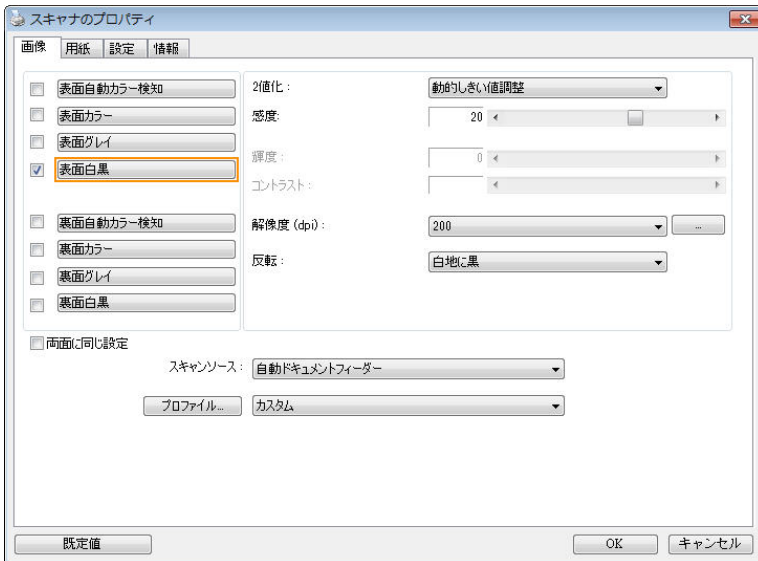 スキャナのプロパティ
画像 用紙 設定 情報
表面自動カラー検知
表面カラー
表面グレイ
表面白黒
裏面自動カラー検知
裏面カラー
裏面グレイ
裏面白黒
2値化： 動的しきい値調整
感度: 20
輝度： 0
コントラスト：
解像度 (dpi)： 200 ...
反転： 白地に黒
両面に同じ設定
スキャンソース： 自動ドキュメントフィーダー
プロファイル... カスタム
既定値 OK キャンセル